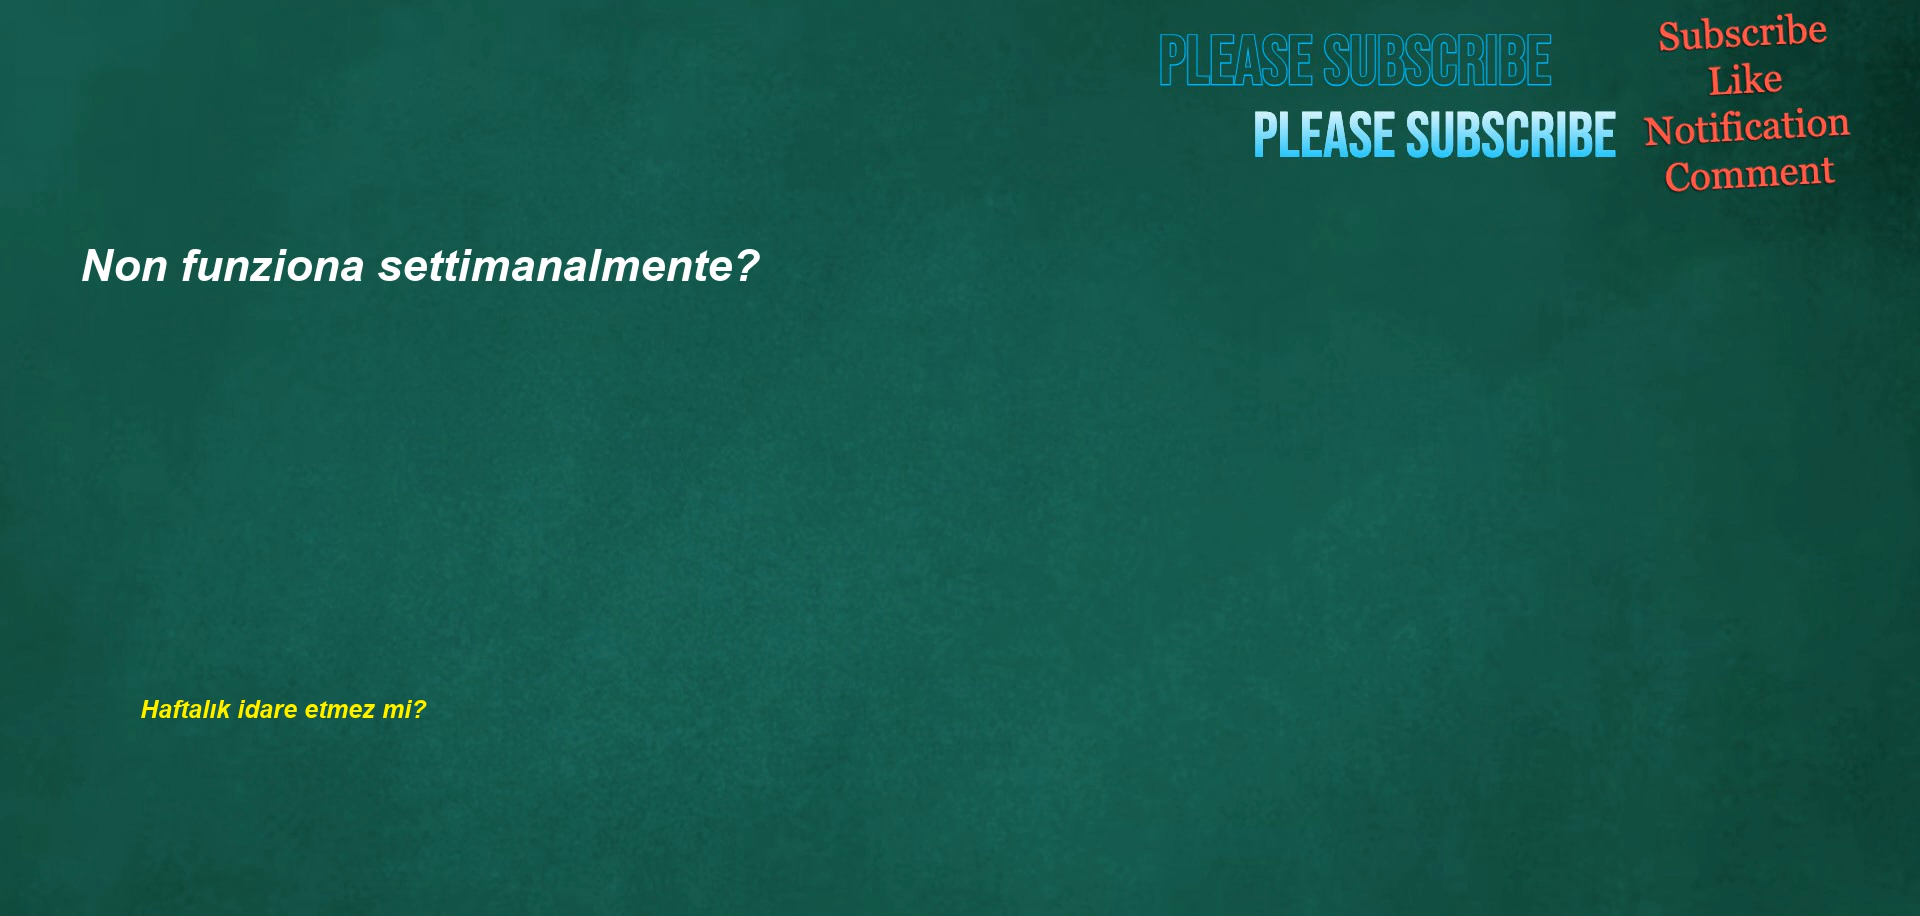 PLEASE SUBSCRIBE
PLEASE SUBSCRIBE
Subscribe
Like
Notification
Comment
Non funziona settimanalmente?
Haftalık idare etmez mi?